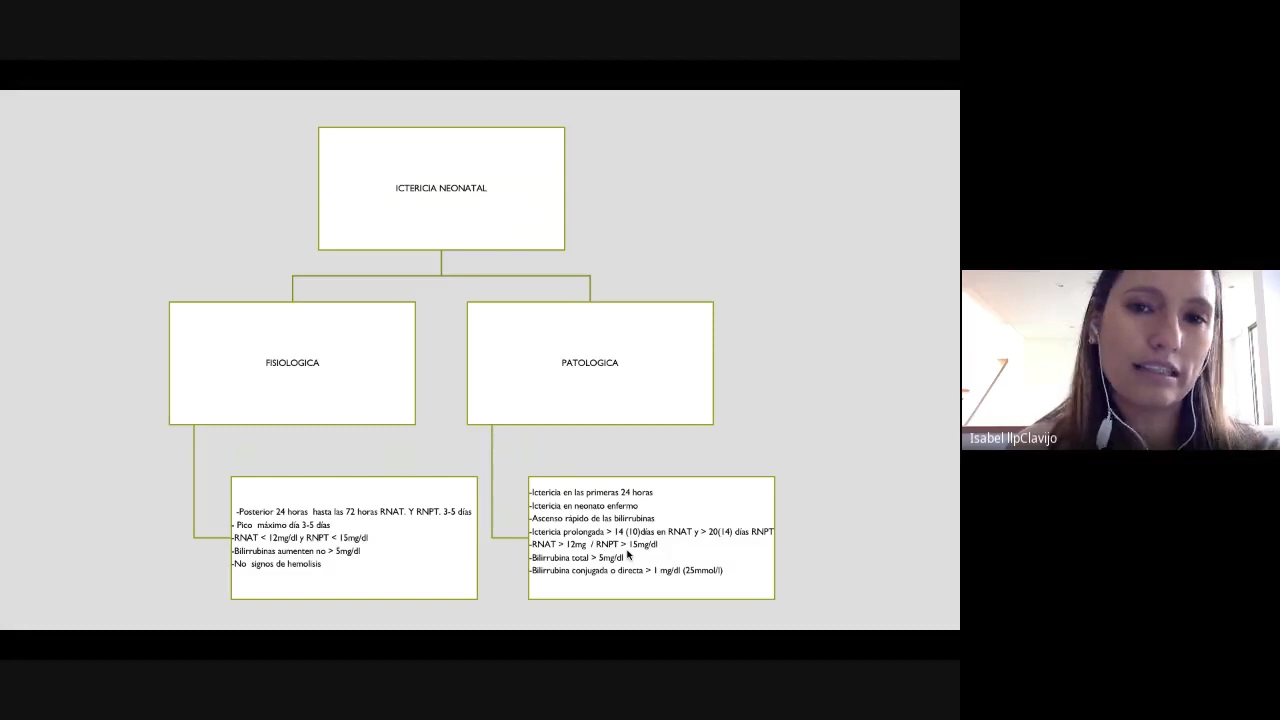 ICTERICIA NEONATAL
FISIOLOGICA
PATOLOGICA
-Posterior 24 horas hasta las 72 horas RNAT. Y RNPT. 3-5 días
- Pico máximo día 3-5 días
-RNAT < 12mg/dl y RNPT < 15mg/dl
-Bilirrubinas aumenten no > 5mg/dl
-No signos de hemolisis
-Ictericia en las primeras 24 horas
-Ictericia en neonato enfermo
-Ascenso rápido de las bilirrubinas
-Ictericia prolongada > 14 (10)días en RNAT y > 20(14) días RNPT
-RNAT > 12mg / RNPT > 15mg/dl
-Bilirrubina total > 5mg/dl
-Bilirrubina conjugada o directa > 1 mg/dl (25mmol/l)
Isabel llpClavijo